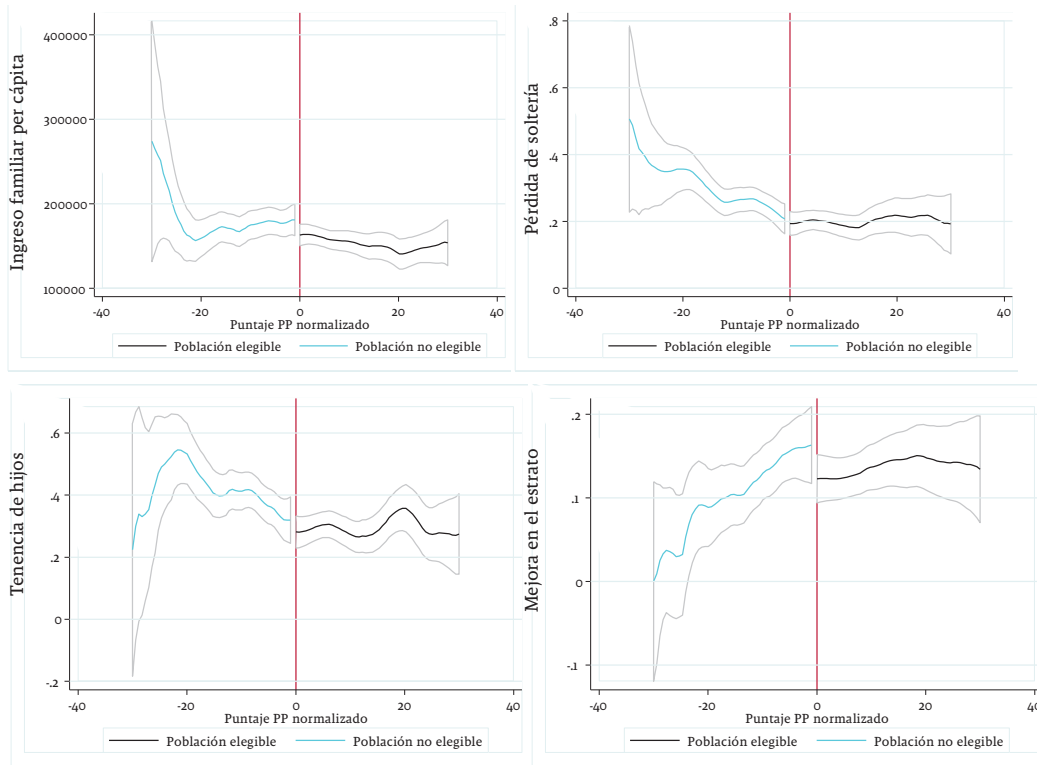 Ingreso familiar per cápita
400000
300000
200000
100000
-40 -20 0 20 40
Puntaje PP normalizado
Población elegible Población no elegible
Pérdida de soltería
.8
.6
.4
.2
0
-40 -20 0 20 40
Puntaje PP normalizado
Población elegible Población no elegible
Tenencia de hijos
.6
.4
.2
0
-.2
-40 -20 0 20 40
Puntaje PP normalizado
Población elegible Población no elegible
Mejora en el estrato
.2
.1
0
-.1
-40 -20 0 20 40
Puntaje PP normalizado
Población elegible Población no elegible